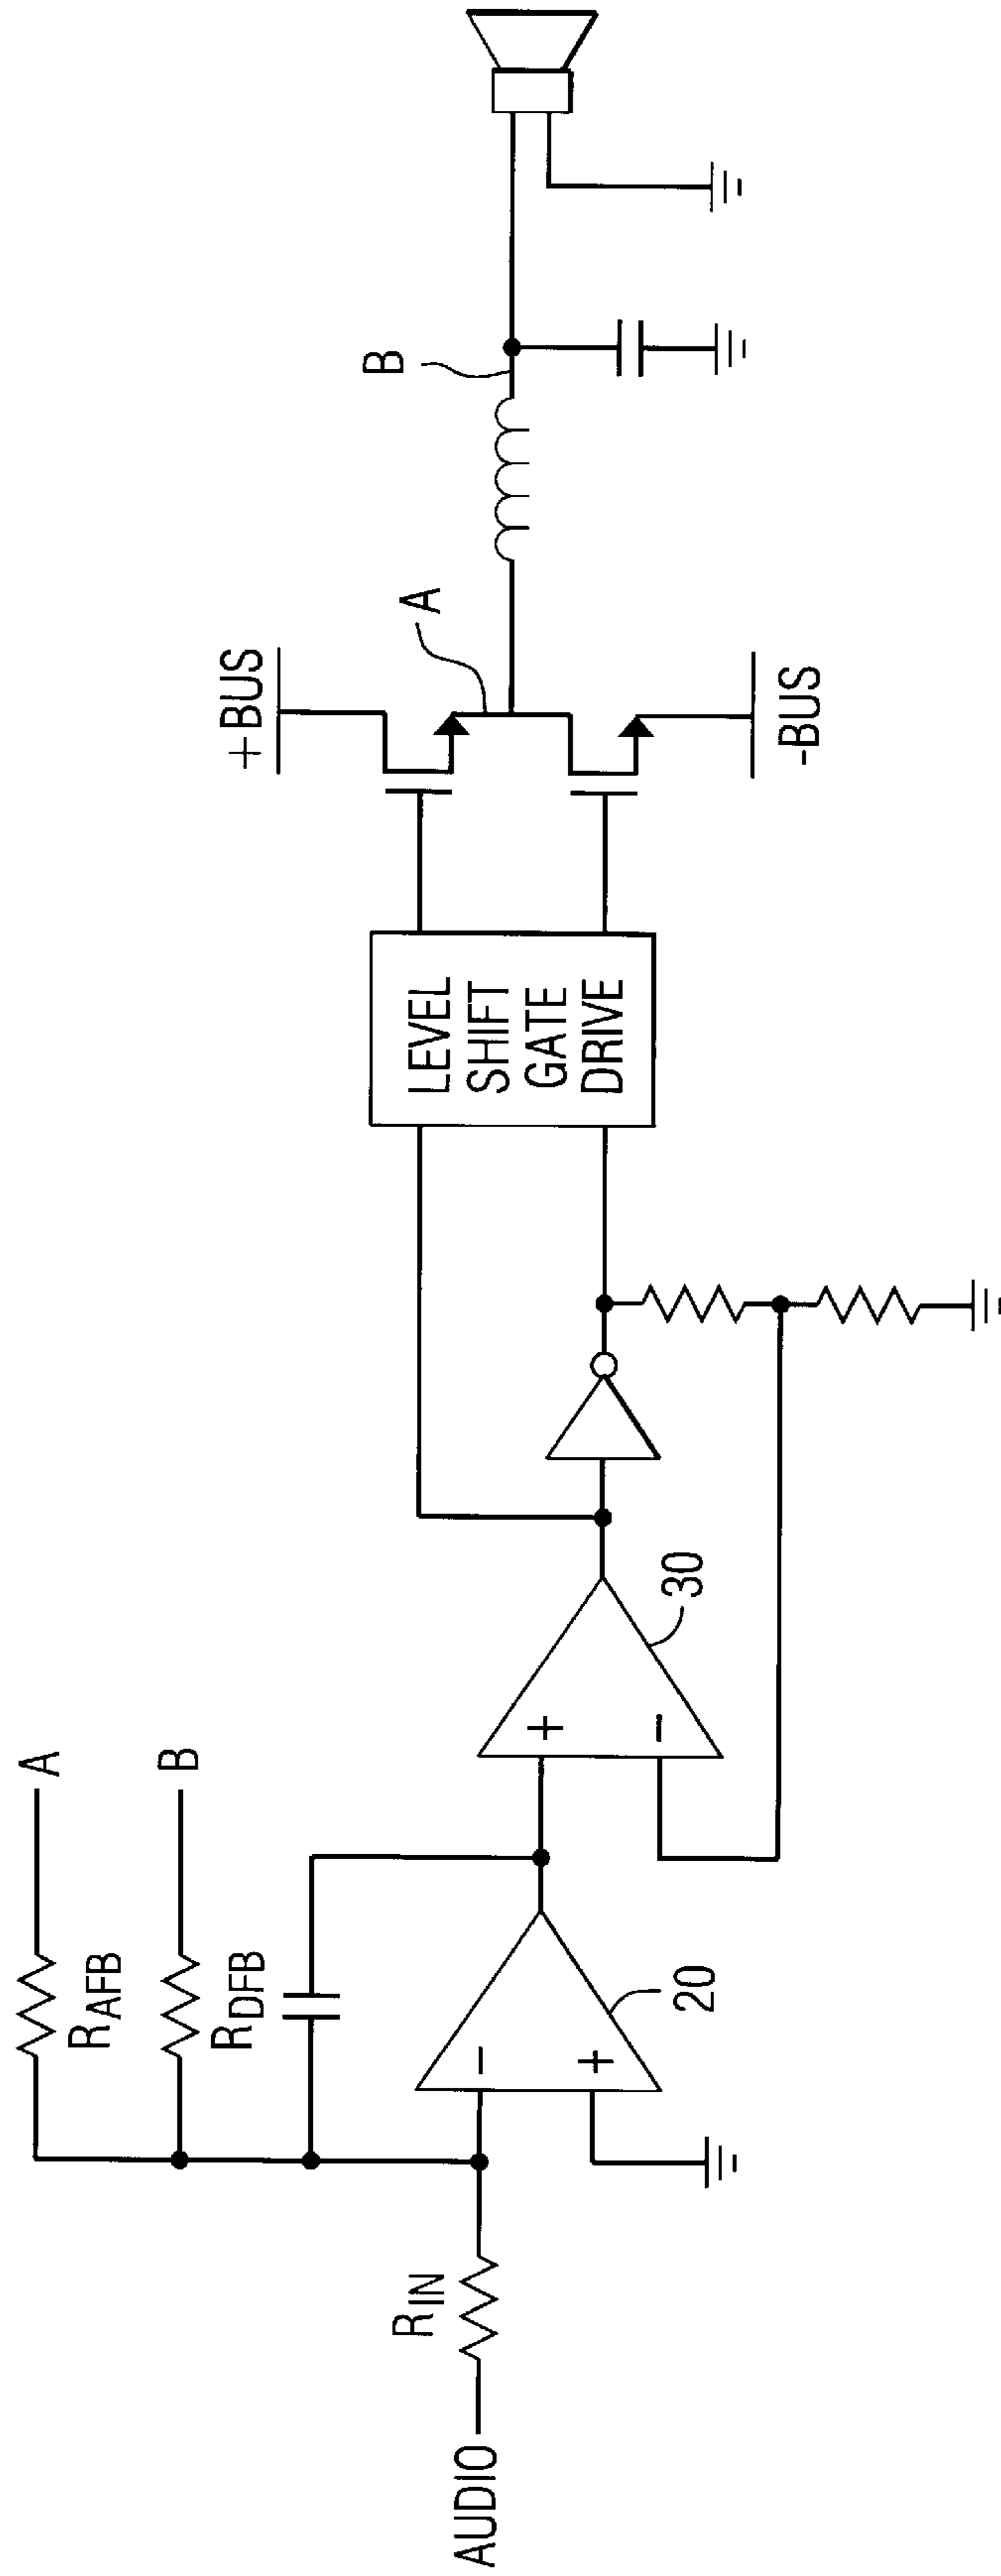 A
B
R_AFB
R_DFB
R_IN
AUDIO
-
+
20
+
-
30
LEVEL
SHIFT
GATE
DRIVE
+BUS
A
-BUS
B